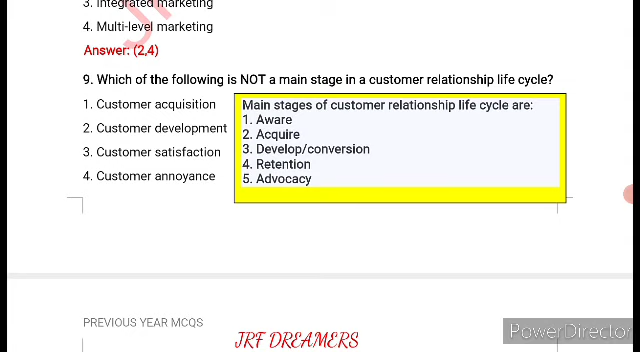 3. Integrated marketing
4. Multi-level marketing
Answer: (2,4)
9. Which of the following is NOT a main stage in a customer relationship life cycle?
1. Customer acquisition
2. Customer development
3. Customer satisfaction
4. Customer annoyance
Main stages of customer relationship life cycle are:
1. Aware
2. Acquire
3. Develop/conversion
4. Retention
5. Advocacy
PREVIOUS YEAR MCQS
JRF DREAMERS
PowerDirector